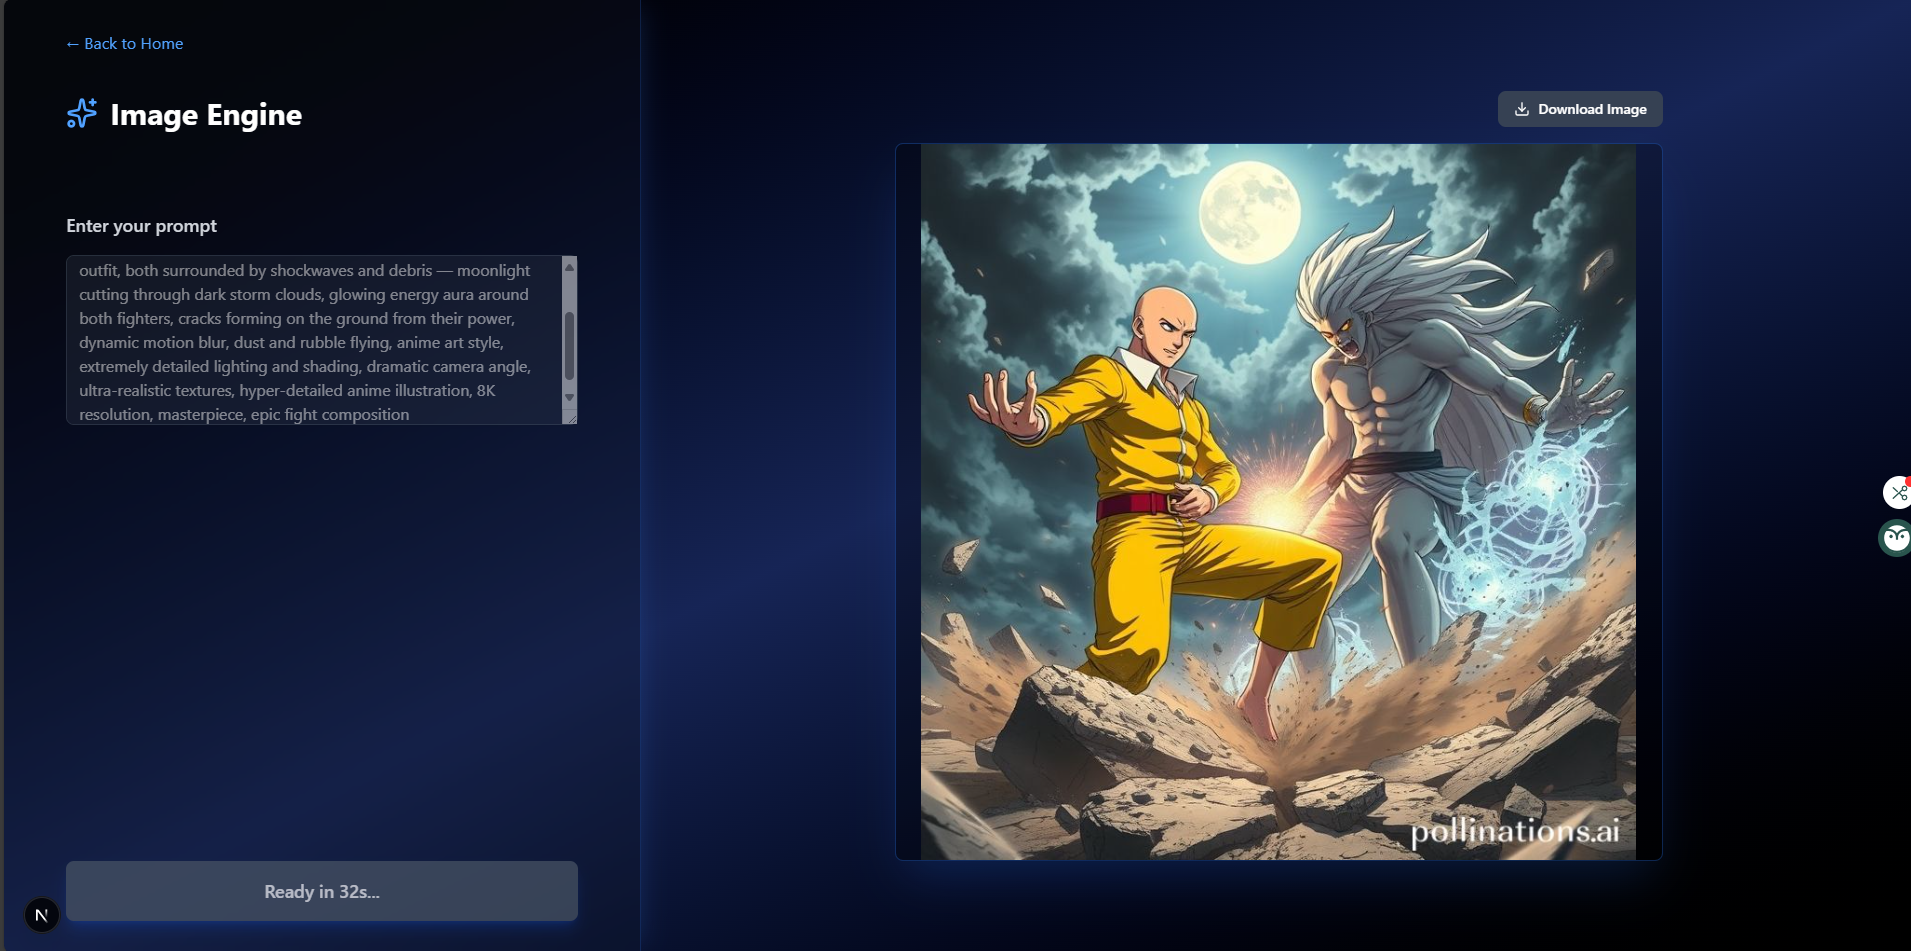 ← Back to Home
Image Engine
Download Image
Enter your prompt
outfit, both surrounded by shockwaves and debris — moonlight
cutting through dark storm clouds, glowing energy aura around
both fighters, cracks forming on the ground from their power,
dynamic motion blur, dust and rubble flying, anime art style,
extremely detailed lighting and shading, dramatic camera angle,
ultra-realistic textures, hyper-detailed anime illustration, 8K
resolution, masterpiece, epic fight composition
pollinations.ai
Ready in 32s...
N